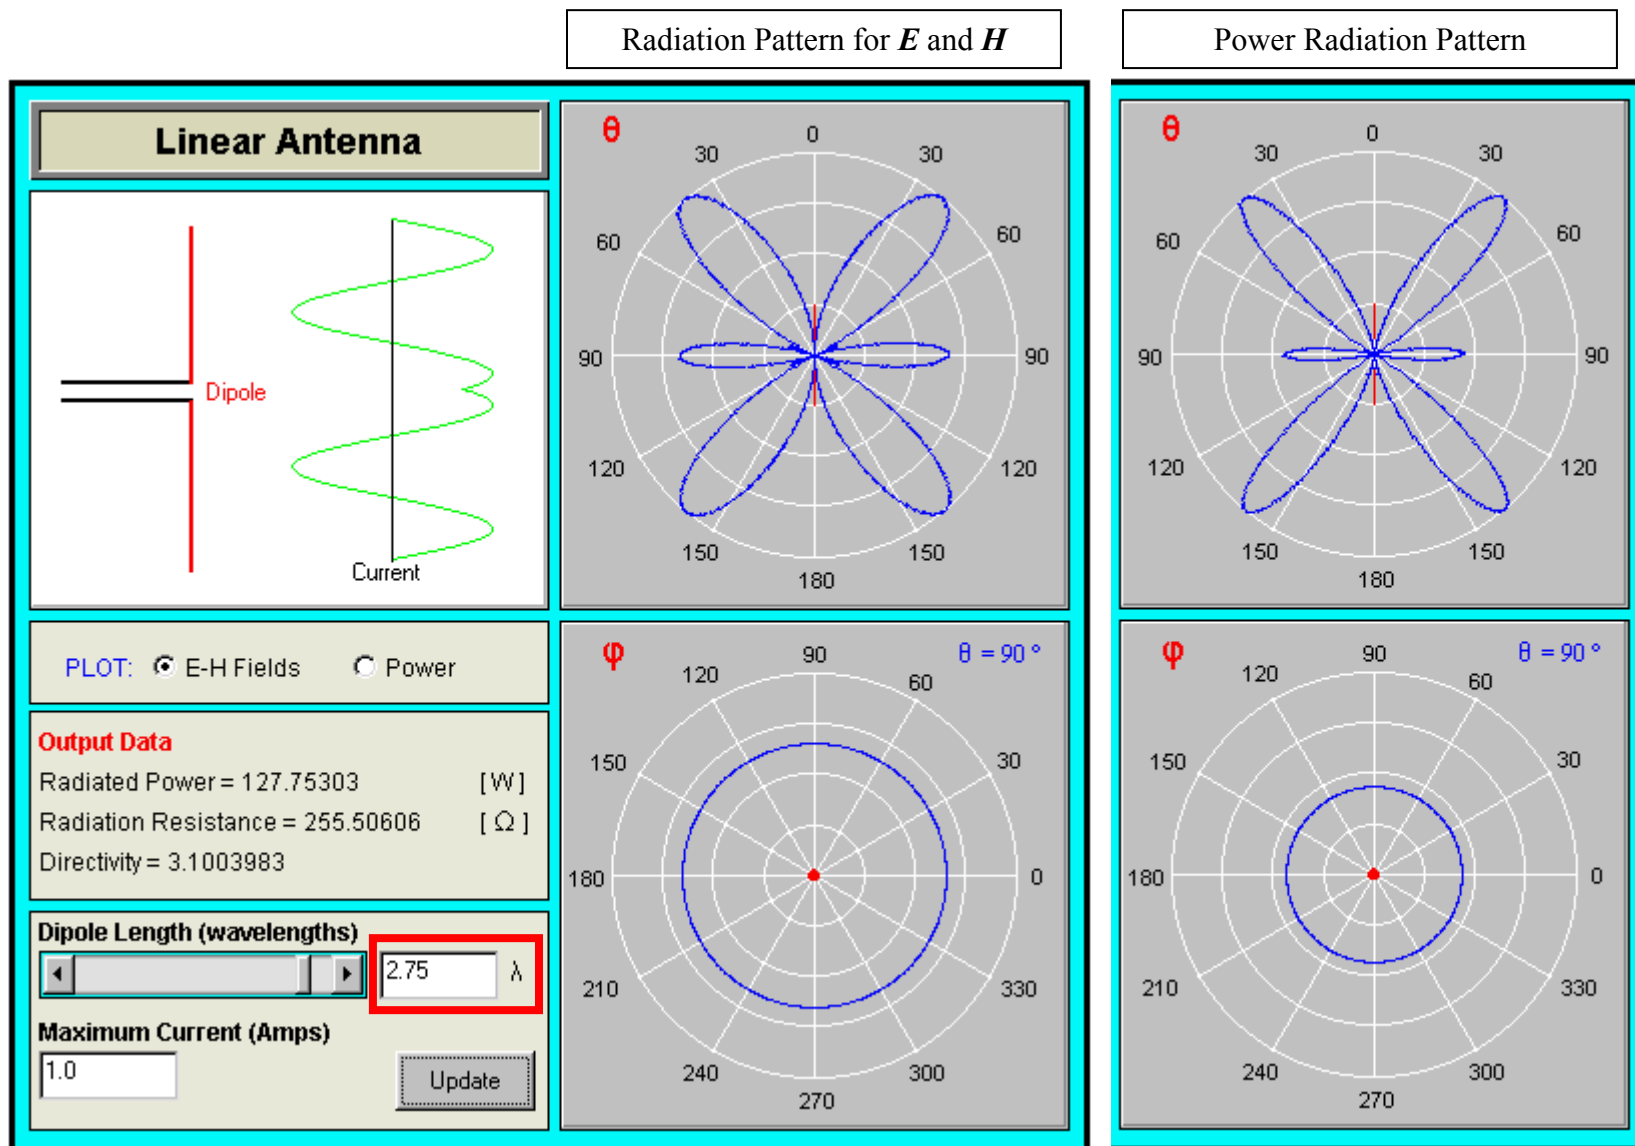 Radiation Pattern for E and H
Power Radiation Pattern
Linear Antenna
Dipole
Current
PLOT: E-H Fields Power
Output Data
Radiated Power = 127.75303 [ W ]
Radiation Resistance = 255.50606 [ Ω ]
Directivity = 3.1003983
Dipole Length (wavelengths)
2.75 λ
Maximum Current (Amps)
1.0
Update
θ
0
30 30
60 60
90 90
120 120
150 150
180
φ
θ = 90 °
90
120 60
150 30
180 0
210 330
240 300
270
θ
0
30 30
60 60
90 90
120 120
150 150
180
φ
θ = 90 °
90
120 60
150 30
180 0
210 330
240 300
270